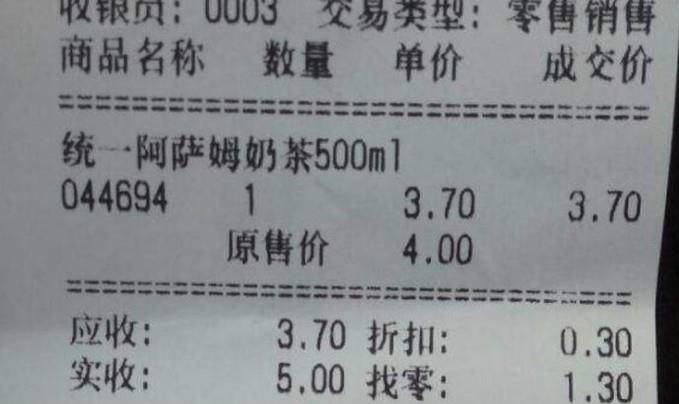 收银员: 0003 交易类型: 零售销售
商品名称 数量 单价 成交价
==========================================
统一阿萨姆奶茶500ml
044694 1 3.70 3.70
原售价 4.00
==========================================
应收: 3.70 折扣: 0.30
实收: 5.00 找零: 1.30